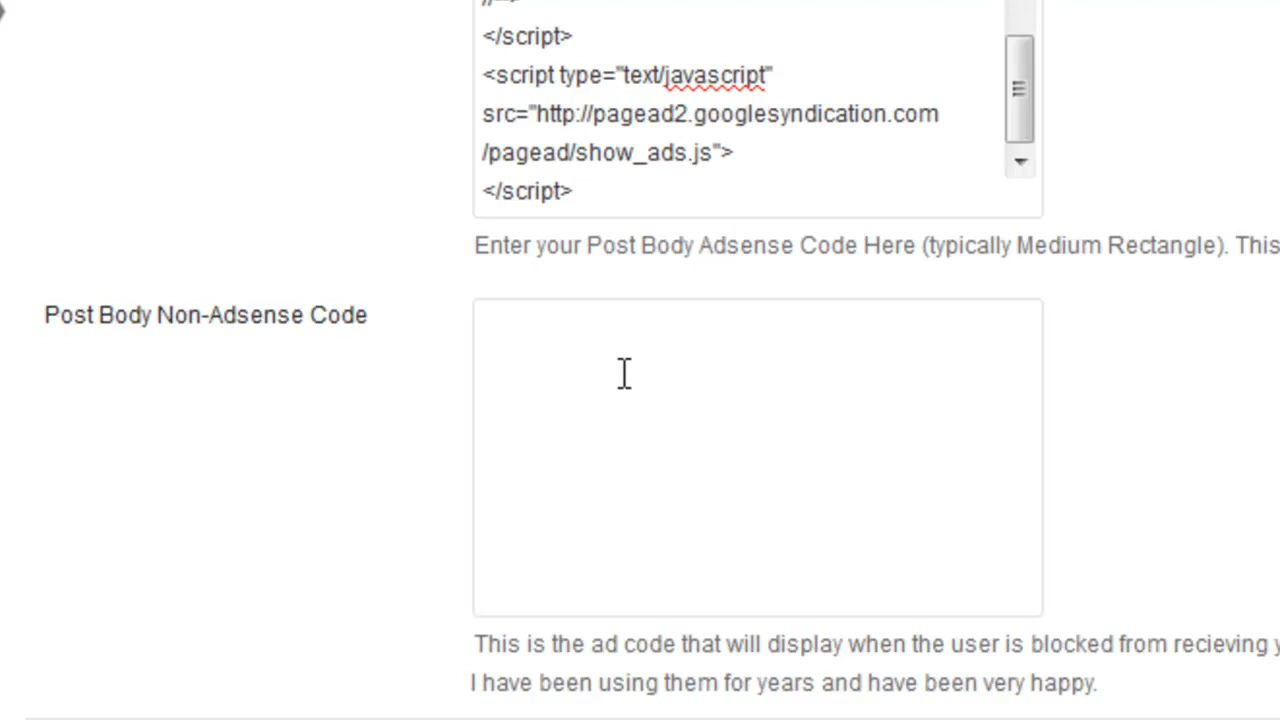 </script>
<script type="text/javascript"
src="http://pagead2.googlesyndication.com
/pagead/show_ads.js">
</script>
Enter your Post Body Adsense Code Here (typically Medium Rectangle). This
Post Body Non-Adsense Code
This is the ad code that will display when the user is blocked from recieving
I have been using them for years and have been very happy.